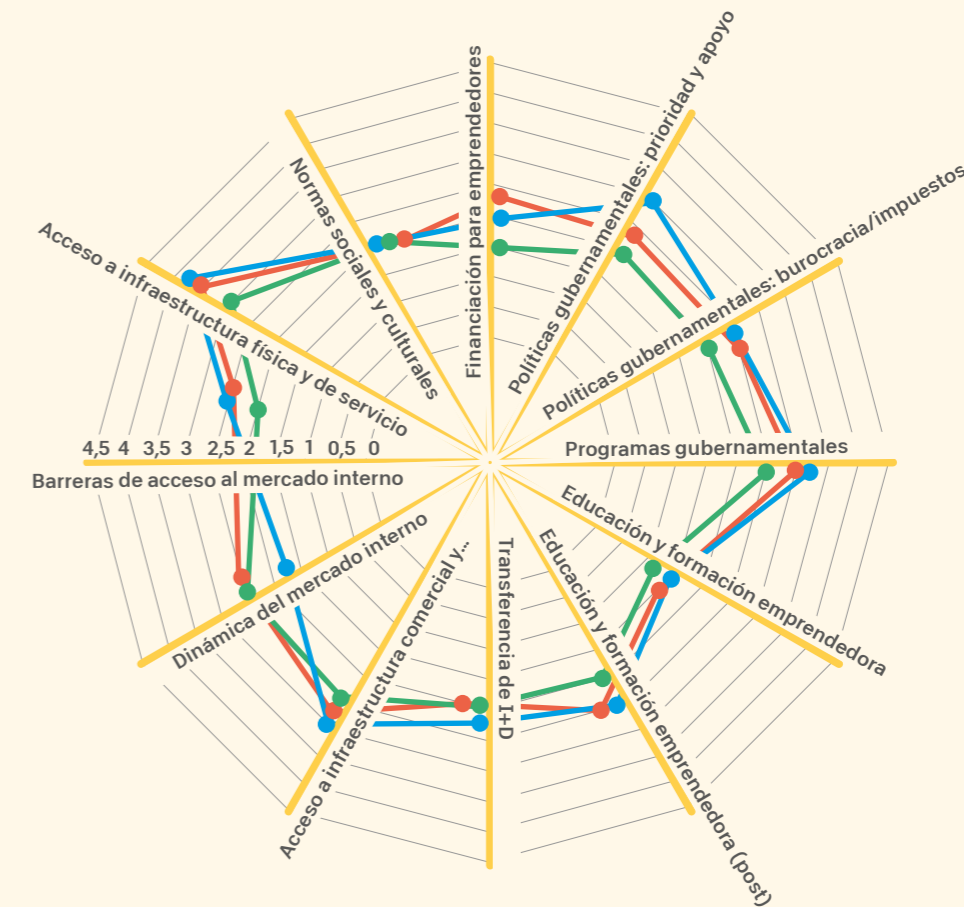 Financiación para emprendedores
Políticas gubernamentales: prioridad y apoyo
Políticas gubernamentales: burocracia/impuestos
Programas gubernamentales
Educación y formación emprendedora
Educación y formación emprendedora (post)
Transferencia de I+D
Acceso a infraestructura comercial y...
Dinámica del mercado interno
Barreras de acceso al mercado interno
4,5 4 3,5 3 2,5 2 1,5 1 0,5 0
Acceso a infraestructura física y de servicio
Normas sociales y culturales